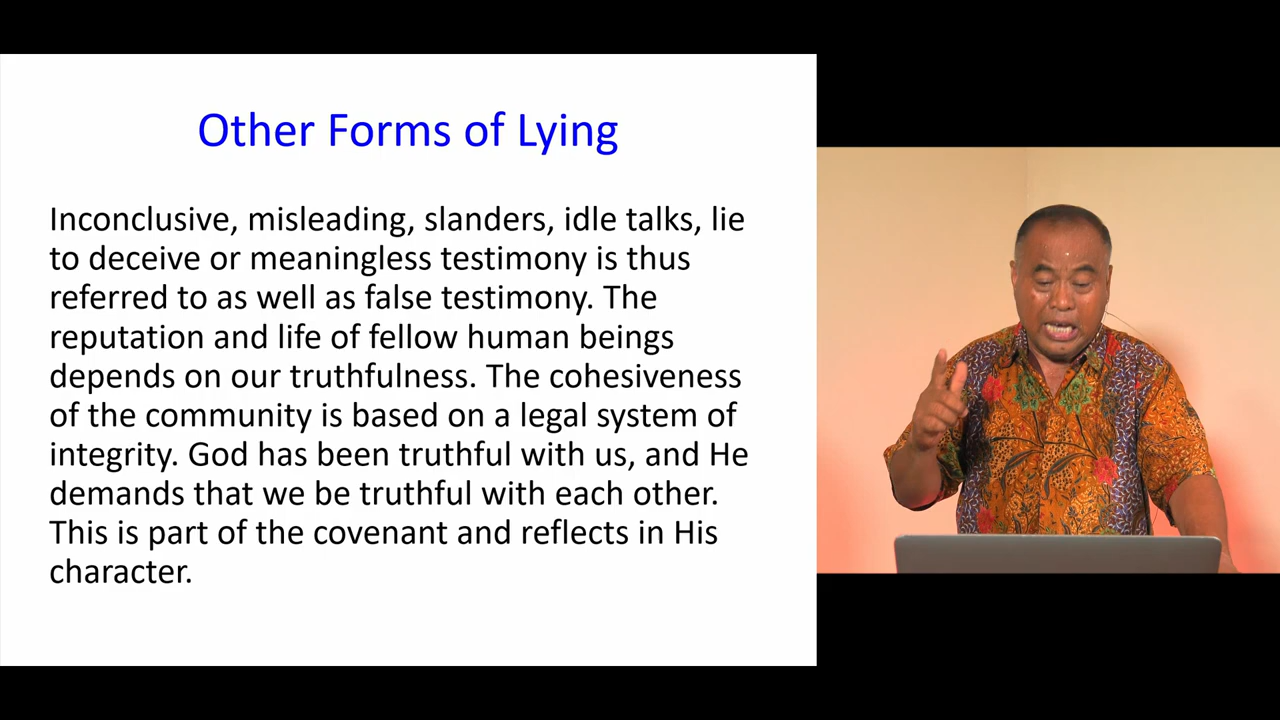 Other Forms of Lying
Inconclusive, misleading, slanders, idle talks, lie
to deceive or meaningless testimony is thus
referred to as well as false testimony. The
reputation and life of fellow human beings
depends on our truthfulness. The cohesiveness
of the community is based on a legal system of
integrity. God has been truthful with us, and He
demands that we be truthful with each other.
This is part of the covenant and reflects in His
character.